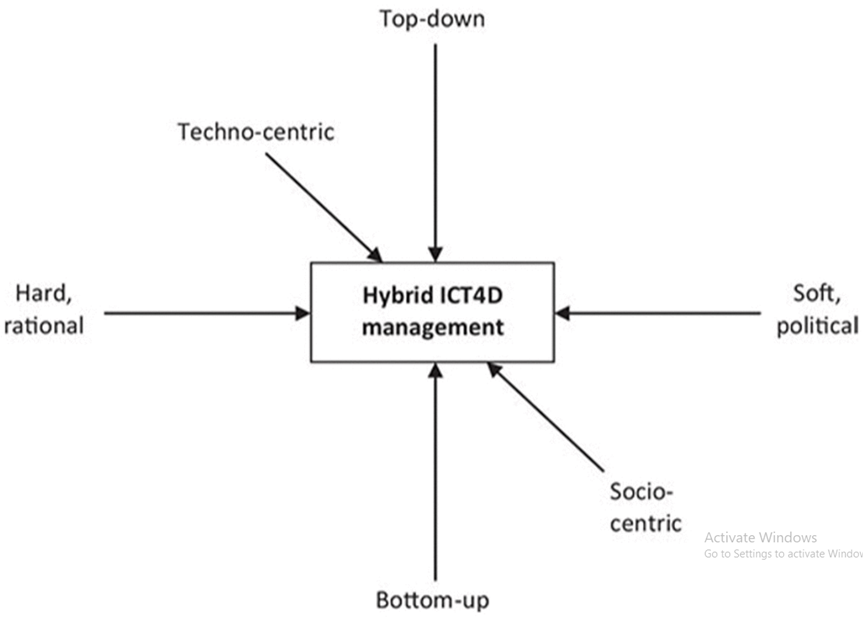 Top-down
Techno-centric
Hard,
rational
Hybrid ICT4D
management
Soft,
political
Socio-
centric
Activate Windows
Go to Settings to activate Window
Bottom-up